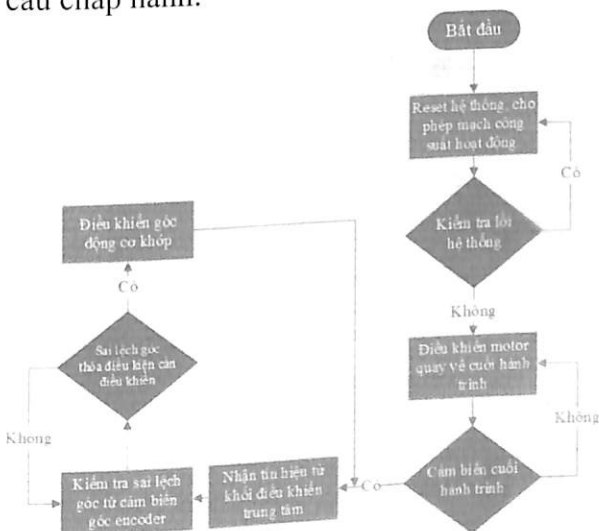 cấu chấp hành.
Bắt đầu
Reset hệ thống, cho
phép mạch công
suất hoạt động
Có
Kiểm tra lỗi
hệ thống
Không
Điều khiển motor
quay về cuối hành
trình
Không
Cảm biến cuối
hành trình
Có
Nhận tín hiệu từ
khối điều khiển
trung tâm
Kiểm tra sai lệch
góc từ cảm biến
góc encoder
Không
Sai lệch góc
thỏa điều kiện cần
điều khiển
Có
Điều khiển góc
động cơ khớp